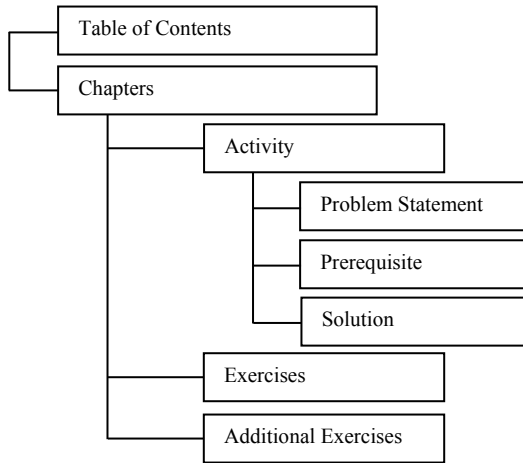 Table of Contents
Chapters
Activity
Problem Statement
Prerequisite
Solution
Exercises
Additional Exercises